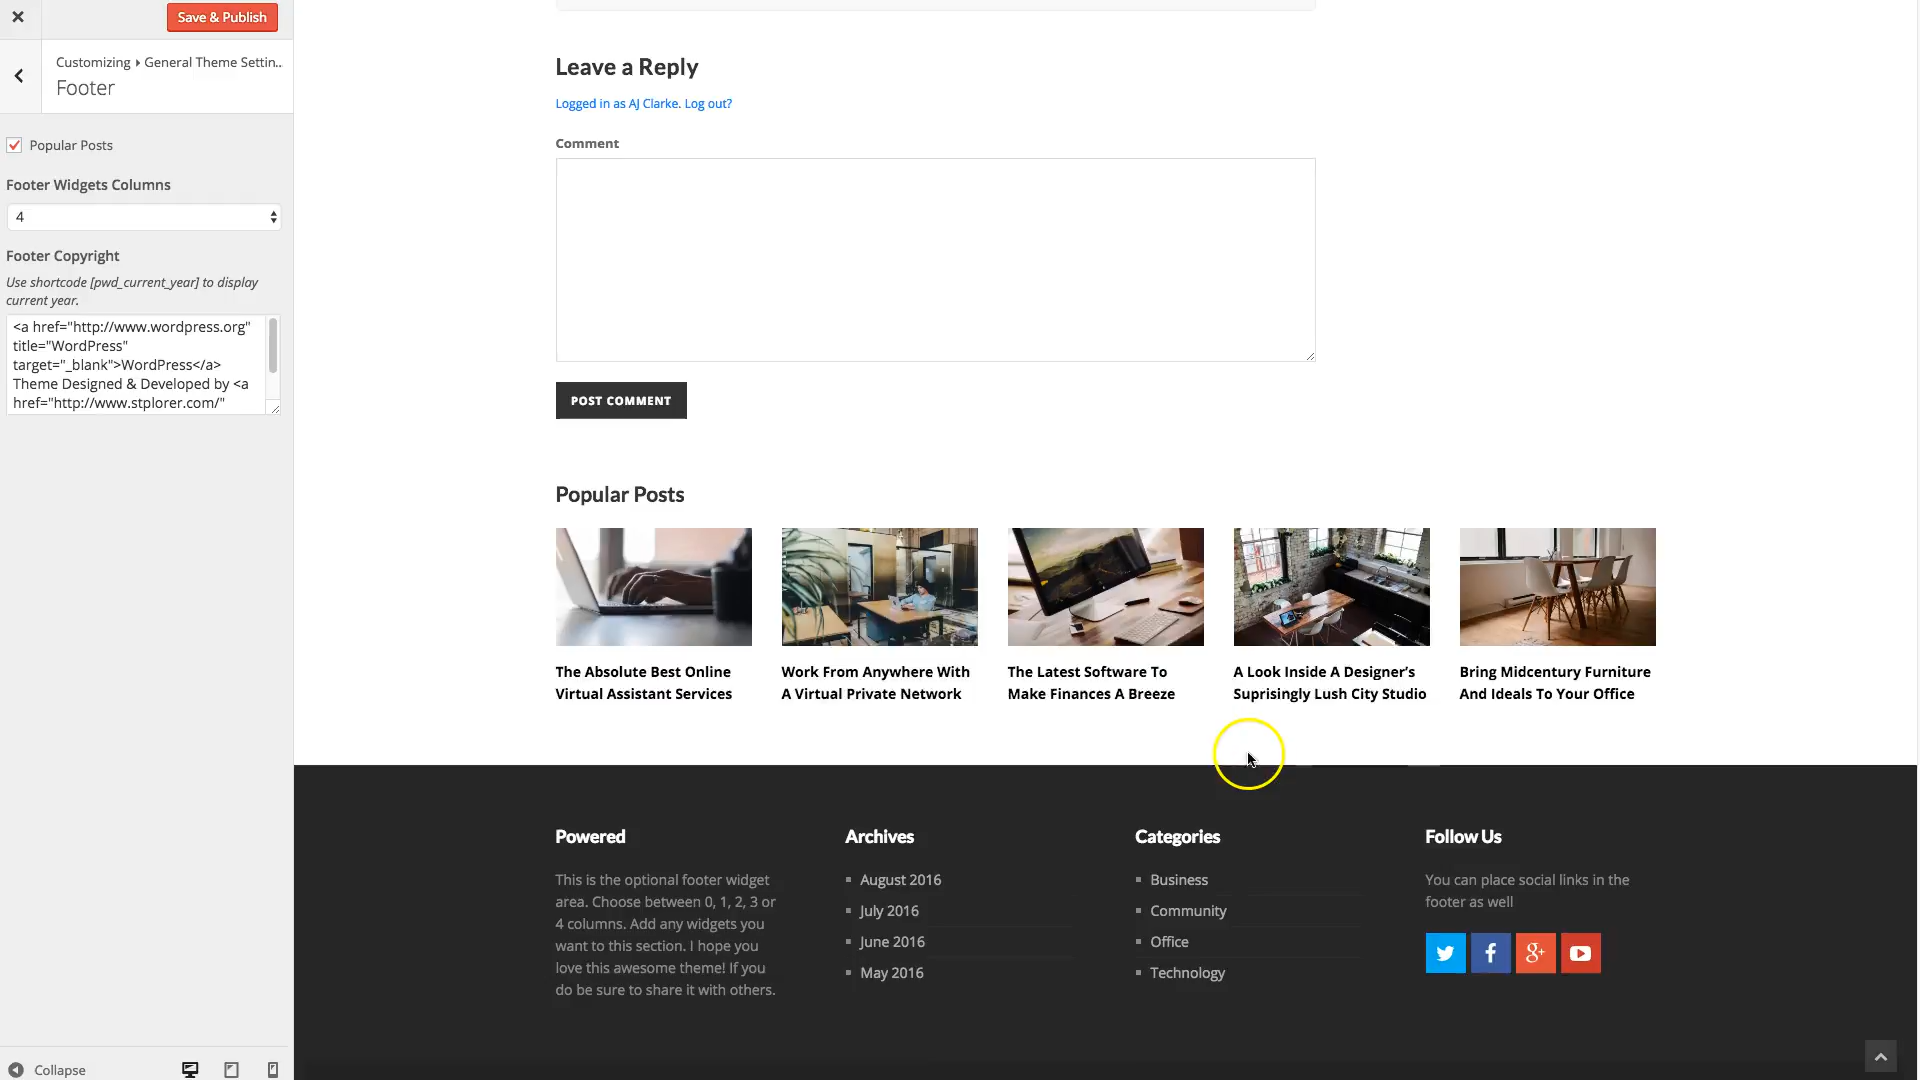 Save & Publish
Customizing ▸ General Theme Settin...
Footer
Popular Posts
Footer Widgets Columns
4
Footer Copyright
Use shortcode [pwd_current_year] to display
current year.
<a href="http://www.wordpress.org"
title="WordPress"
target="_blank">WordPress</a>
Theme Designed & Developed by <a
href="http://www.stplorer.com/"
Collapse
Leave a Reply
Logged in as AJ Clarke. Log out?
Comment
POST COMMENT
Popular Posts
The Absolute Best Online
Virtual Assistant Services
Work From Anywhere With
A Virtual Private Network
The Latest Software To
Make Finances A Breeze
A Look Inside A Designer’s
Suprisingly Lush City Studio
Bring Midcentury Furniture
And Ideals To Your Office
Powered
This is the optional footer widget
area. Choose between 0, 1, 2, 3 or
4 columns. Add any widgets you
want to this section. I hope you
love this awesome theme! If you
do be sure to share it with others.
Archives
August 2016
July 2016
June 2016
May 2016
Categories
Business
Community
Office
Technology
Follow Us
You can place social links in the
footer as well